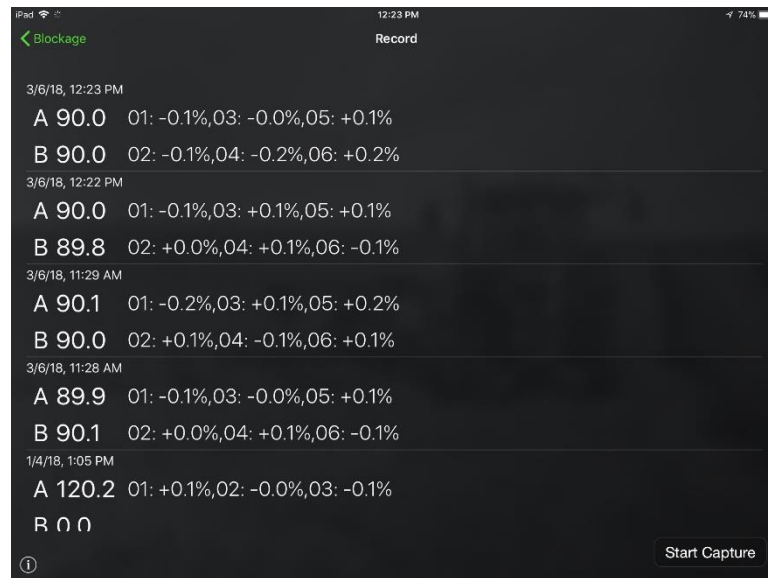 iPad 12:23 PM 74%
Blockage Record
3/6/18, 12:23 PM
A 90.0 01: -0.1%,03: -0.0%,05: +0.1%
B 90.0 02: -0.1%,04: -0.2%,06: +0.2%
3/6/18, 12:22 PM
A 90.0 01: -0.1%,03: +0.1%,05: +0.1%
B 89.8 02: +0.0%,04: +0.1%,06: -0.1%
3/6/18, 11:29 AM
A 90.1 01: -0.2%,03: +0.1%,05: +0.2%
B 90.0 02: +0.1%,04: -0.1%,06: +0.1%
3/6/18, 11:28 AM
A 89.9 01: -0.1%,03: -0.0%,05: +0.1%
B 90.1 02: +0.0%,04: +0.1%,06: -0.1%
1/4/18, 1:05 PM
A 120.2 01: +0.1%,02: -0.0%,03: -0.1%
B 0.0
Start Capture